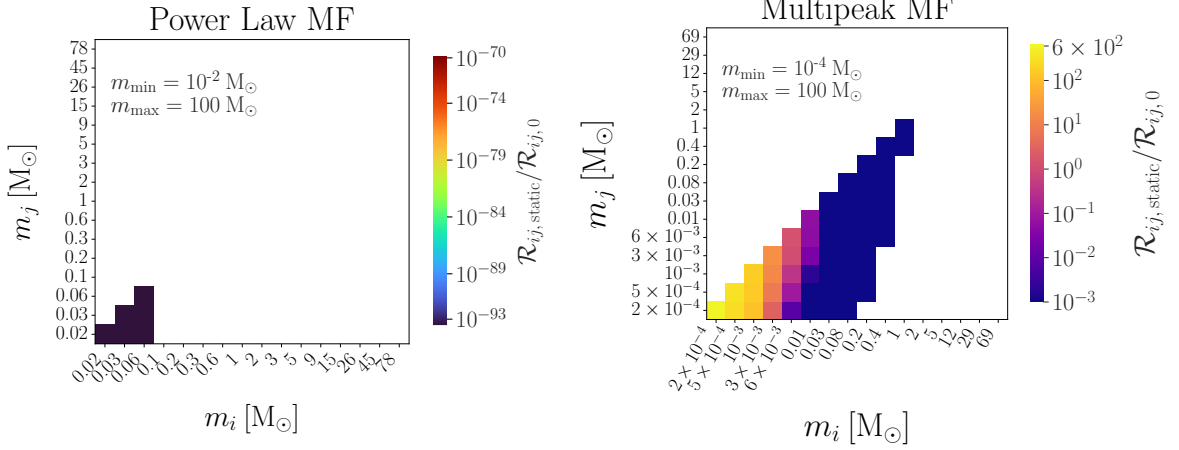 Power Law MF
78
45
26
15
9
5
3
2
1
0.6
0.3
0.2
0.1
0.06
0.03
0.02
m_j [M_⊙]
m_min = 10^-2 M_⊙
m_max = 100 M_⊙
0.02 0.03 0.06 0.1 0.2 0.3 0.6 1 2 3 5 9 15 26 45 78
m_i [M_⊙]
10^−70
10^−74
10^−79
10^−84
10^−89
10^−93
ℛ_ij,static/ℛ_ij,0
Multipeak MF
69
29
12
5
2
1
0.4
0.2
0.08
0.03
0.01
6 × 10^−3
3 × 10^−3
10^−3
5 × 10^−4
2 × 10^−4
m_j [M_⊙]
m_min = 10^-4 M_⊙
m_max = 100 M_⊙
2 × 10^−4 5 × 10^−4 10^−3 3 × 10^−3 6 × 10^−3 0.01 0.03 0.08 0.2 0.4 1 2 5 12 29 69
m_i [M_⊙]
6 × 10^2
10^2
10^1
10^0
10^−1
10^−2
10^−3
ℛ_ij,static/ℛ_ij,0